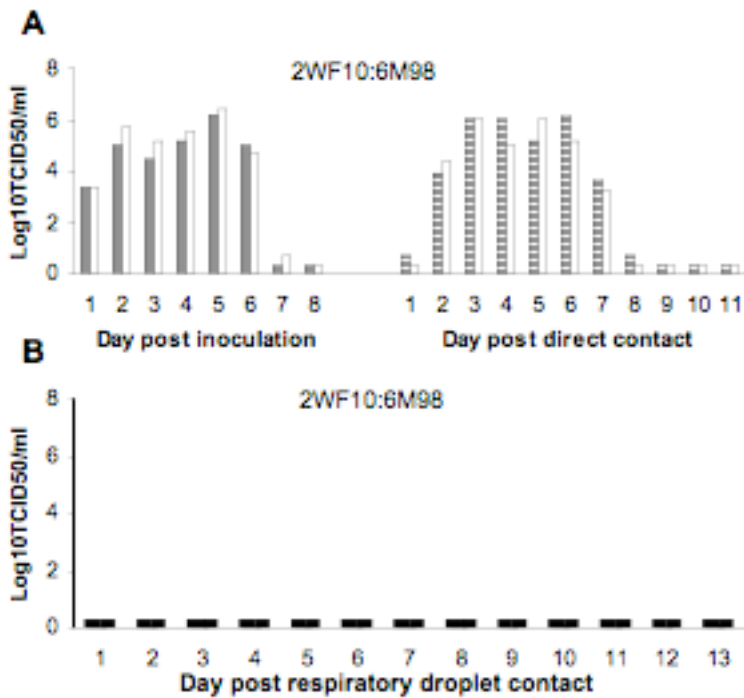 A
2WF10:6M98
Log10TCID50/ml
8
6
4
2
0
1 2 3 4 5 6 7 8
1 2 3 4 5 6 7 8 9 10 11
Day post inoculation
Day post direct contact
B
2WF10:6M98
Log10TCID50/ml
8
6
4
2
0
1 2 3 4 5 6 7 8 9 10 11 12 13
Day post respiratory droplet contact